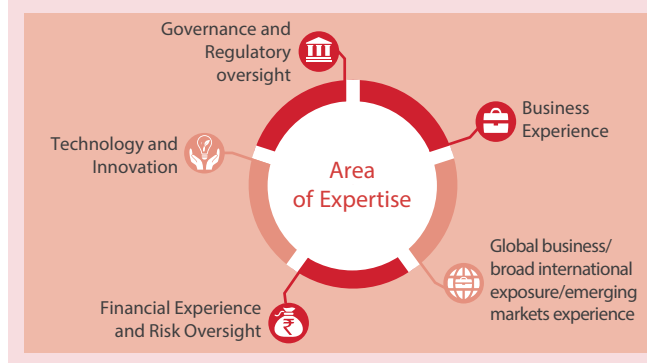 Governance and
Regulatory
oversight
Business
Experience
Technology and
Innovation
Area
of Expertise
Global business/
broad international
exposure/emerging
markets experience
Financial Experience
and Risk Oversight
₹